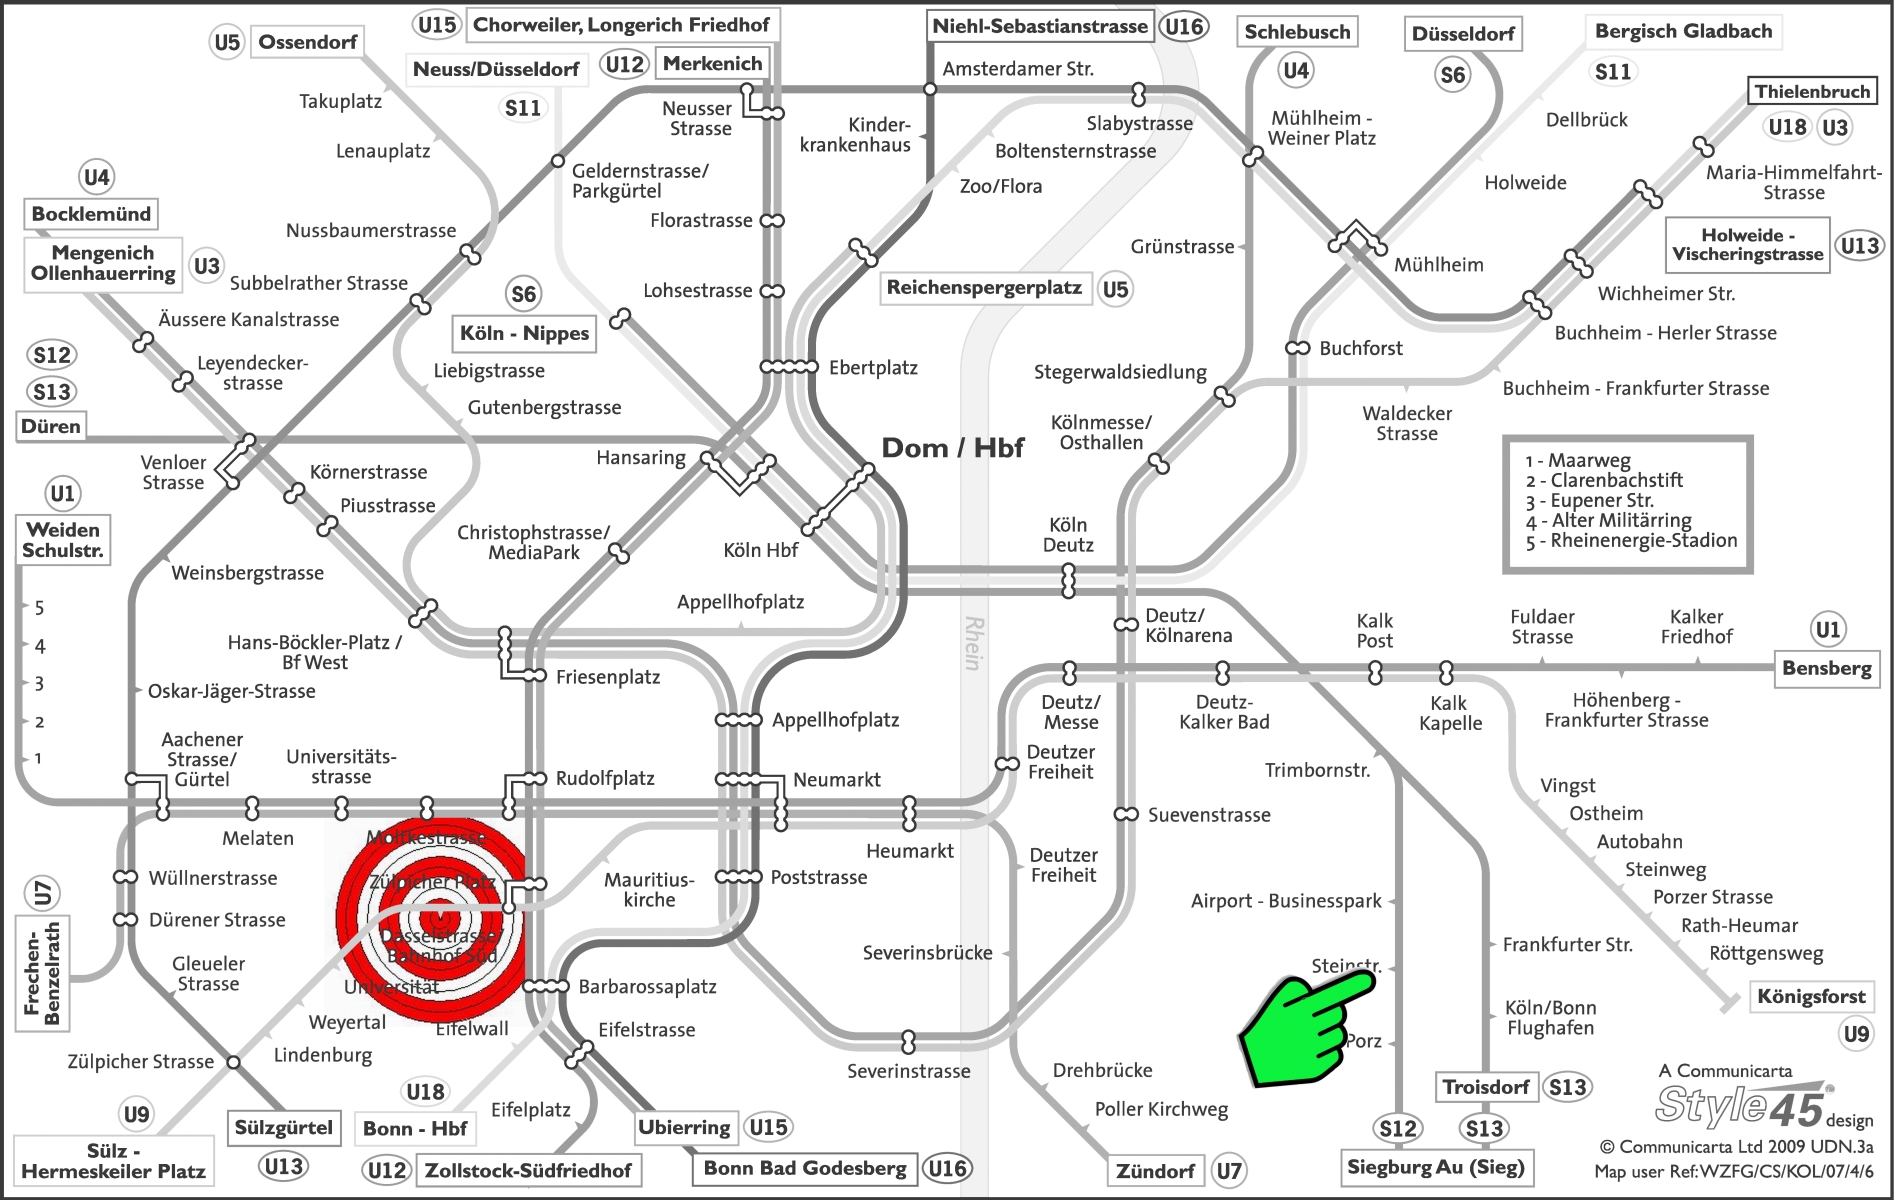 U15
Chorweiler, Longerich Friedhof
Niehl-Sebastianstrasse
U16
Schlebusch
U4
Düsseldorf
S6
Bergisch Gladbach
S11
U5
Ossendorf
Neuss/Düsseldorf
S11
U12
Merkenich
Amsterdamer Str.
Thielenbruch
U18
U3
Takuplatz
Neusser
Strasse
Kinder-
krankenhaus
Slabystrasse
Mühlheim -
Weiner Platz
Dellbrück
Lenauplatz
Boltensternstrasse
Geldernstrasse/
Parkgürtel
Zoo/Flora
Holweide
Maria-Himmelfahrt-
Strasse
U4
Bocklemünd
Florastrasse
Nussbaumerstrasse
Grünstrasse
Holweide -
Vischeringstrasse
U13
Mengenich
Ollenhauerring
U3
Mühlheim
Subbelrather Strasse
S6
Lohsestrasse
Reichenspergerplatz
U5
Wichheimer Str.
Äussere Kanalstrasse
Köln - Nippes
Buchheim - Herler Strasse
S12
S13
Düren
Leyendecker-
strasse
Liebigstrasse
Ebertplatz
Buchforst
Stegerwaldsiedlung
Buchheim - Frankfurter Strasse
Gutenbergstrasse
Kölnmesse/
Osthallen
Waldecker
Strasse
Dom / Hbf
Venloer
Strasse
Körnerstrasse
Hansaring
1 - Maarweg
2 - Clarenbachstift
3 - Eupener Str.
4 - Alter Militärring
5 - Rheinenergie-Stadion
U1
Weiden
Schulstr.
Piusstrasse
Christophstrasse/
MediaPark
Köln Hbf
Köln
Deutz
Weinsbergstrasse
5
4
3
2
1
Appellhofplatz
Rhein
Deutz/
Kölnarena
Kalk
Post
Fuldaer
Strasse
Kalker
Friedhof
U1
Bensberg
Hans-Böckler-Platz /
Bf West
Friesenplatz
Oskar-Jäger-Strasse
Appellhofplatz
Deutz/
Messe
Deutz-
Kalker Bad
Kalk
Kapelle
Höhenberg -
Frankfurter Strasse
Aachener
Strasse/
Gürtel
Universitäts-
strasse
Rudolfplatz
Neumarkt
Deutzer
Freiheit
Trimbornstr.
Vingst
Ostheim
Autobahn
Steinweg
Porzer Strasse
Rath-Heumar
Röttgensweg
Königsforst
U9
Melaten
Moltkestrasse
Heumarkt
Suevenstrasse
Deutzer
Freiheit
U7
Frechen-
Benzelrath
Wüllnerstrasse
Zülpicher Platz
Mauritius-
kirche
Poststrasse
Airport - Businesspark
Dürener Strasse
Dasselstrasse/
Bahnhof Süd
Severinsbrücke
Frankfurter Str.
Gleueler
Strasse
Universität
Steinstr.
Barbarossaplatz
Köln/Bonn
Flughafen
Weyertal
Eifelwall
Eifelstrasse
Porz
Zülpicher Strasse
Lindenburg
Severinstrasse
Drehbrücke
Poller Kirchweg
U18
Bonn - Hbf
Eifelplatz
Troisdorf
S13
U9
Sülz -
Hermeskeiler Platz
Sülzgürtel
U13
Ubierring
U15
S12
S13
U12
Zollstock-Südfriedhof
Bonn Bad Godesberg
U16
Zündorf
U7
Siegburg Au (Sieg)
A Communicarta
Style 45
design
© Communicarta Ltd 2009 UDN.3a
Map user Ref:WZFG/CS/KOL/07/4/6